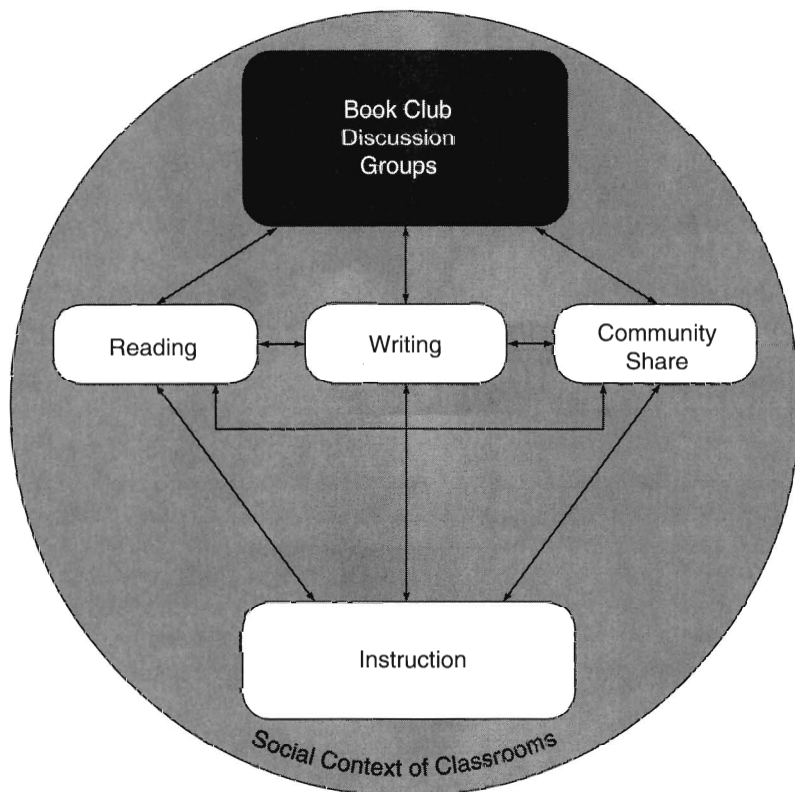 Book Club
Discussion
Groups
Reading
Writing
Community
Share
Instruction
Social Context of Classrooms